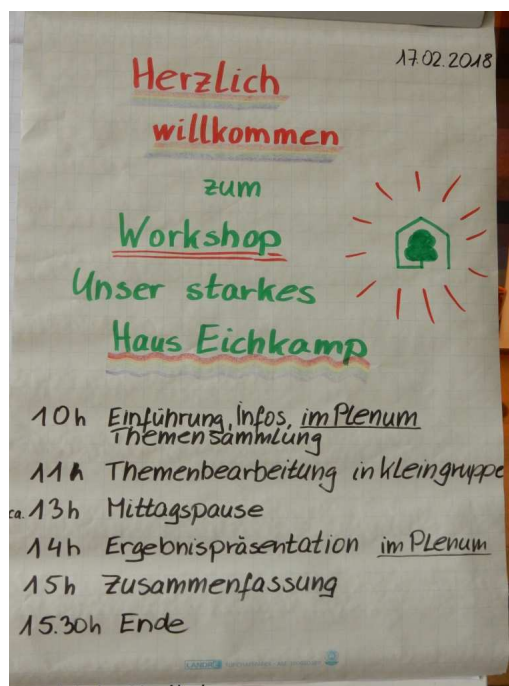 17.02.2018
Herzlich
willkommen
zum
Workshop
Unser starkes
Haus Eichkamp
10h Einführung, Infos, im Plenum
Themensammlung
11h Themenbearbeitung in Kleingruppe
ca. 13h Mittagspause
14h Ergebnispräsentation im Plenum
15h Zusammenfassung
15.30h Ende
LANDRÉ